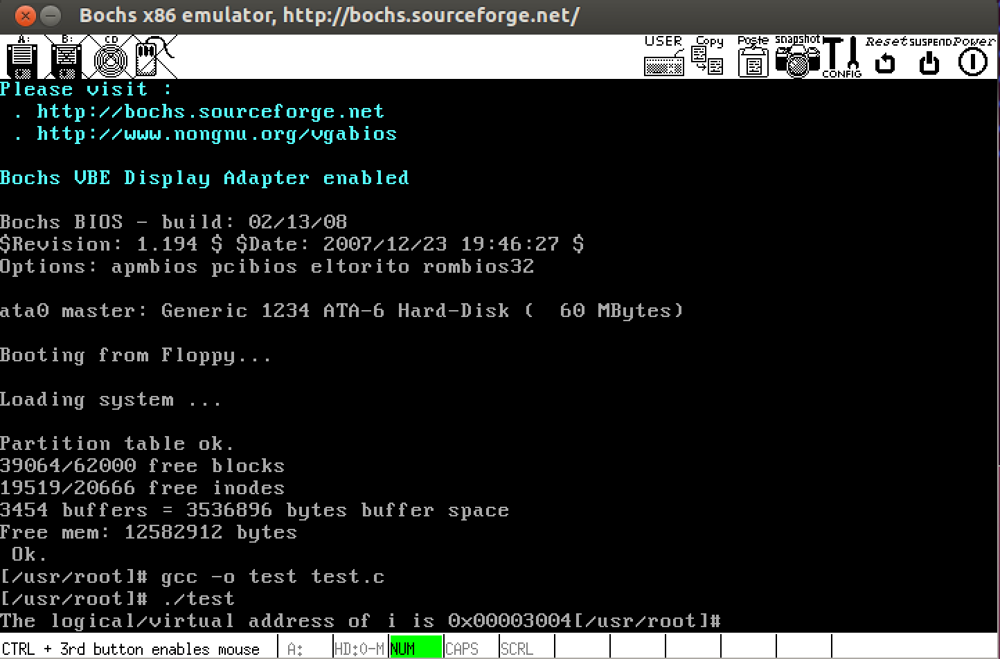 Bochs x86 emulator, http://bochs.sourceforge.net/
A: B: CD USER Copy Paste snapshot CONFIG Reset SUSPEND Power
Please visit :
 . http://bochs.sourceforge.net
 . http://www.nongnu.org/vgabios
Bochs VBE Display Adapter enabled
Bochs BIOS - build: 02/13/08
$Revision: 1.194 $ $Date: 2007/12/23 19:46:27 $
Options: apmbios pcibios eltorito rombios32
ata0 master: Generic 1234 ATA-6 Hard-Disk (  60 MBytes)
Booting from Floppy...
Loading system ...
Partition table ok.
39064/62000 free blocks
19519/20666 free inodes
3454 buffers = 3536896 bytes buffer space
Free mem: 12582912 bytes
 Ok.
[/usr/root]# gcc -o test test.c
[/usr/root]# ./test
The logical/virtual address of i is 0x00003004[/usr/root]#
CTRL + 3rd button enables mouse A: HD:0-M NUM CAPS SCRL